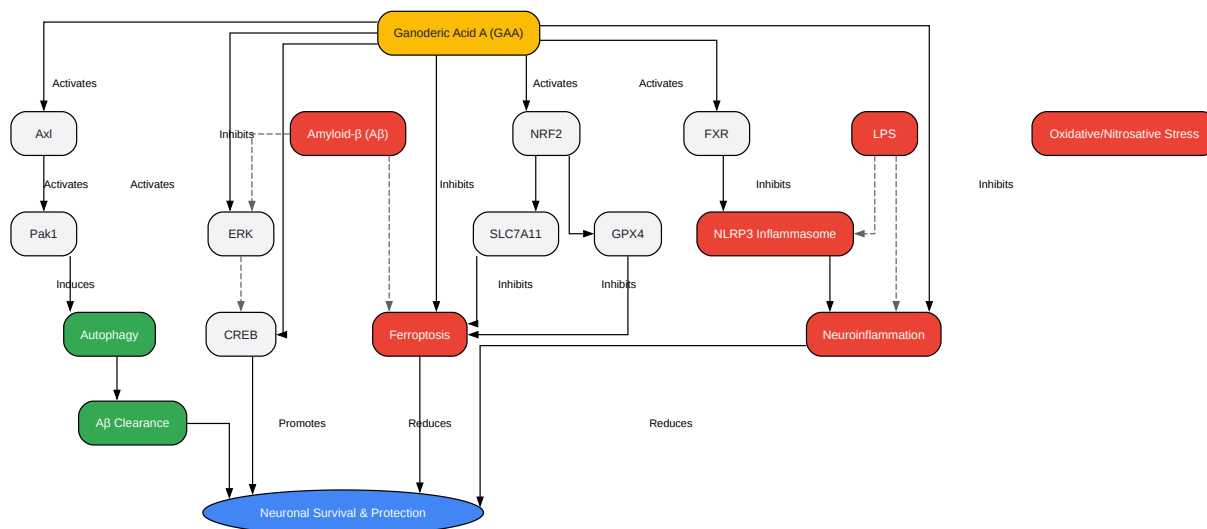 Ganoderic Acid A (GAA)
Activates
Activates
Activates
Axl
Inhibits
Amyloid-β (Aβ)
NRF2
FXR
LPS
Oxidative/Nitrosative Stress
Activates
Activates
Inhibits
Inhibits
Inhibits
Pak1
ERK
SLC7A11
GPX4
NLRP3 Inflammasome
Induces
Inhibits
Inhibits
Autophagy
CREB
Ferroptosis
Neuroinflammation
Aβ Clearance
Promotes
Reduces
Reduces
Neuronal Survival & Protection